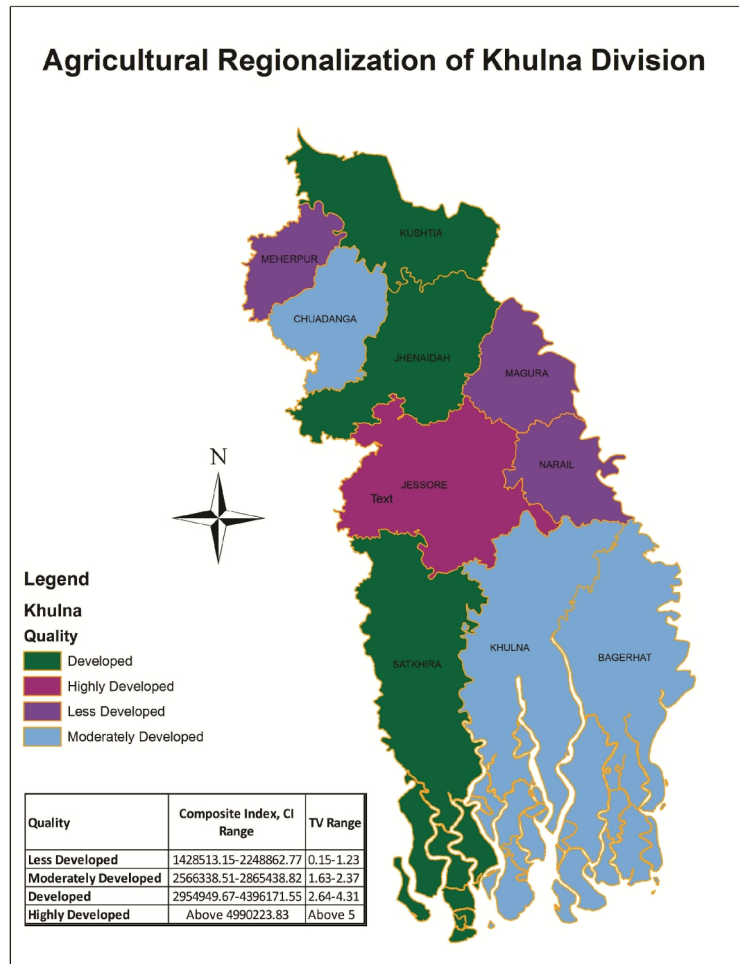 Agricultural Regionalization of Khulna Division
KUSHTIA
MEHERPUR
CHUADANGA
JHENAIDAH
MAGURA
NARAIL
JESSORE
Text
N
SATKHIRA
KHULNA
BAGERHAT
Legend
Khulna
Quality
Developed
Highly Developed
Less Developed
Moderately Developed
Quality Composite Index, CI Range TV Range
Less Developed 1428513.15-2248862.77 0.15-1.23
Moderately Developed 2566338.51-2865438.82 1.63-2.37
Developed 2954949.67-4396171.55 2.64-4.31
Highly Developed Above 4990223.83 Above 5